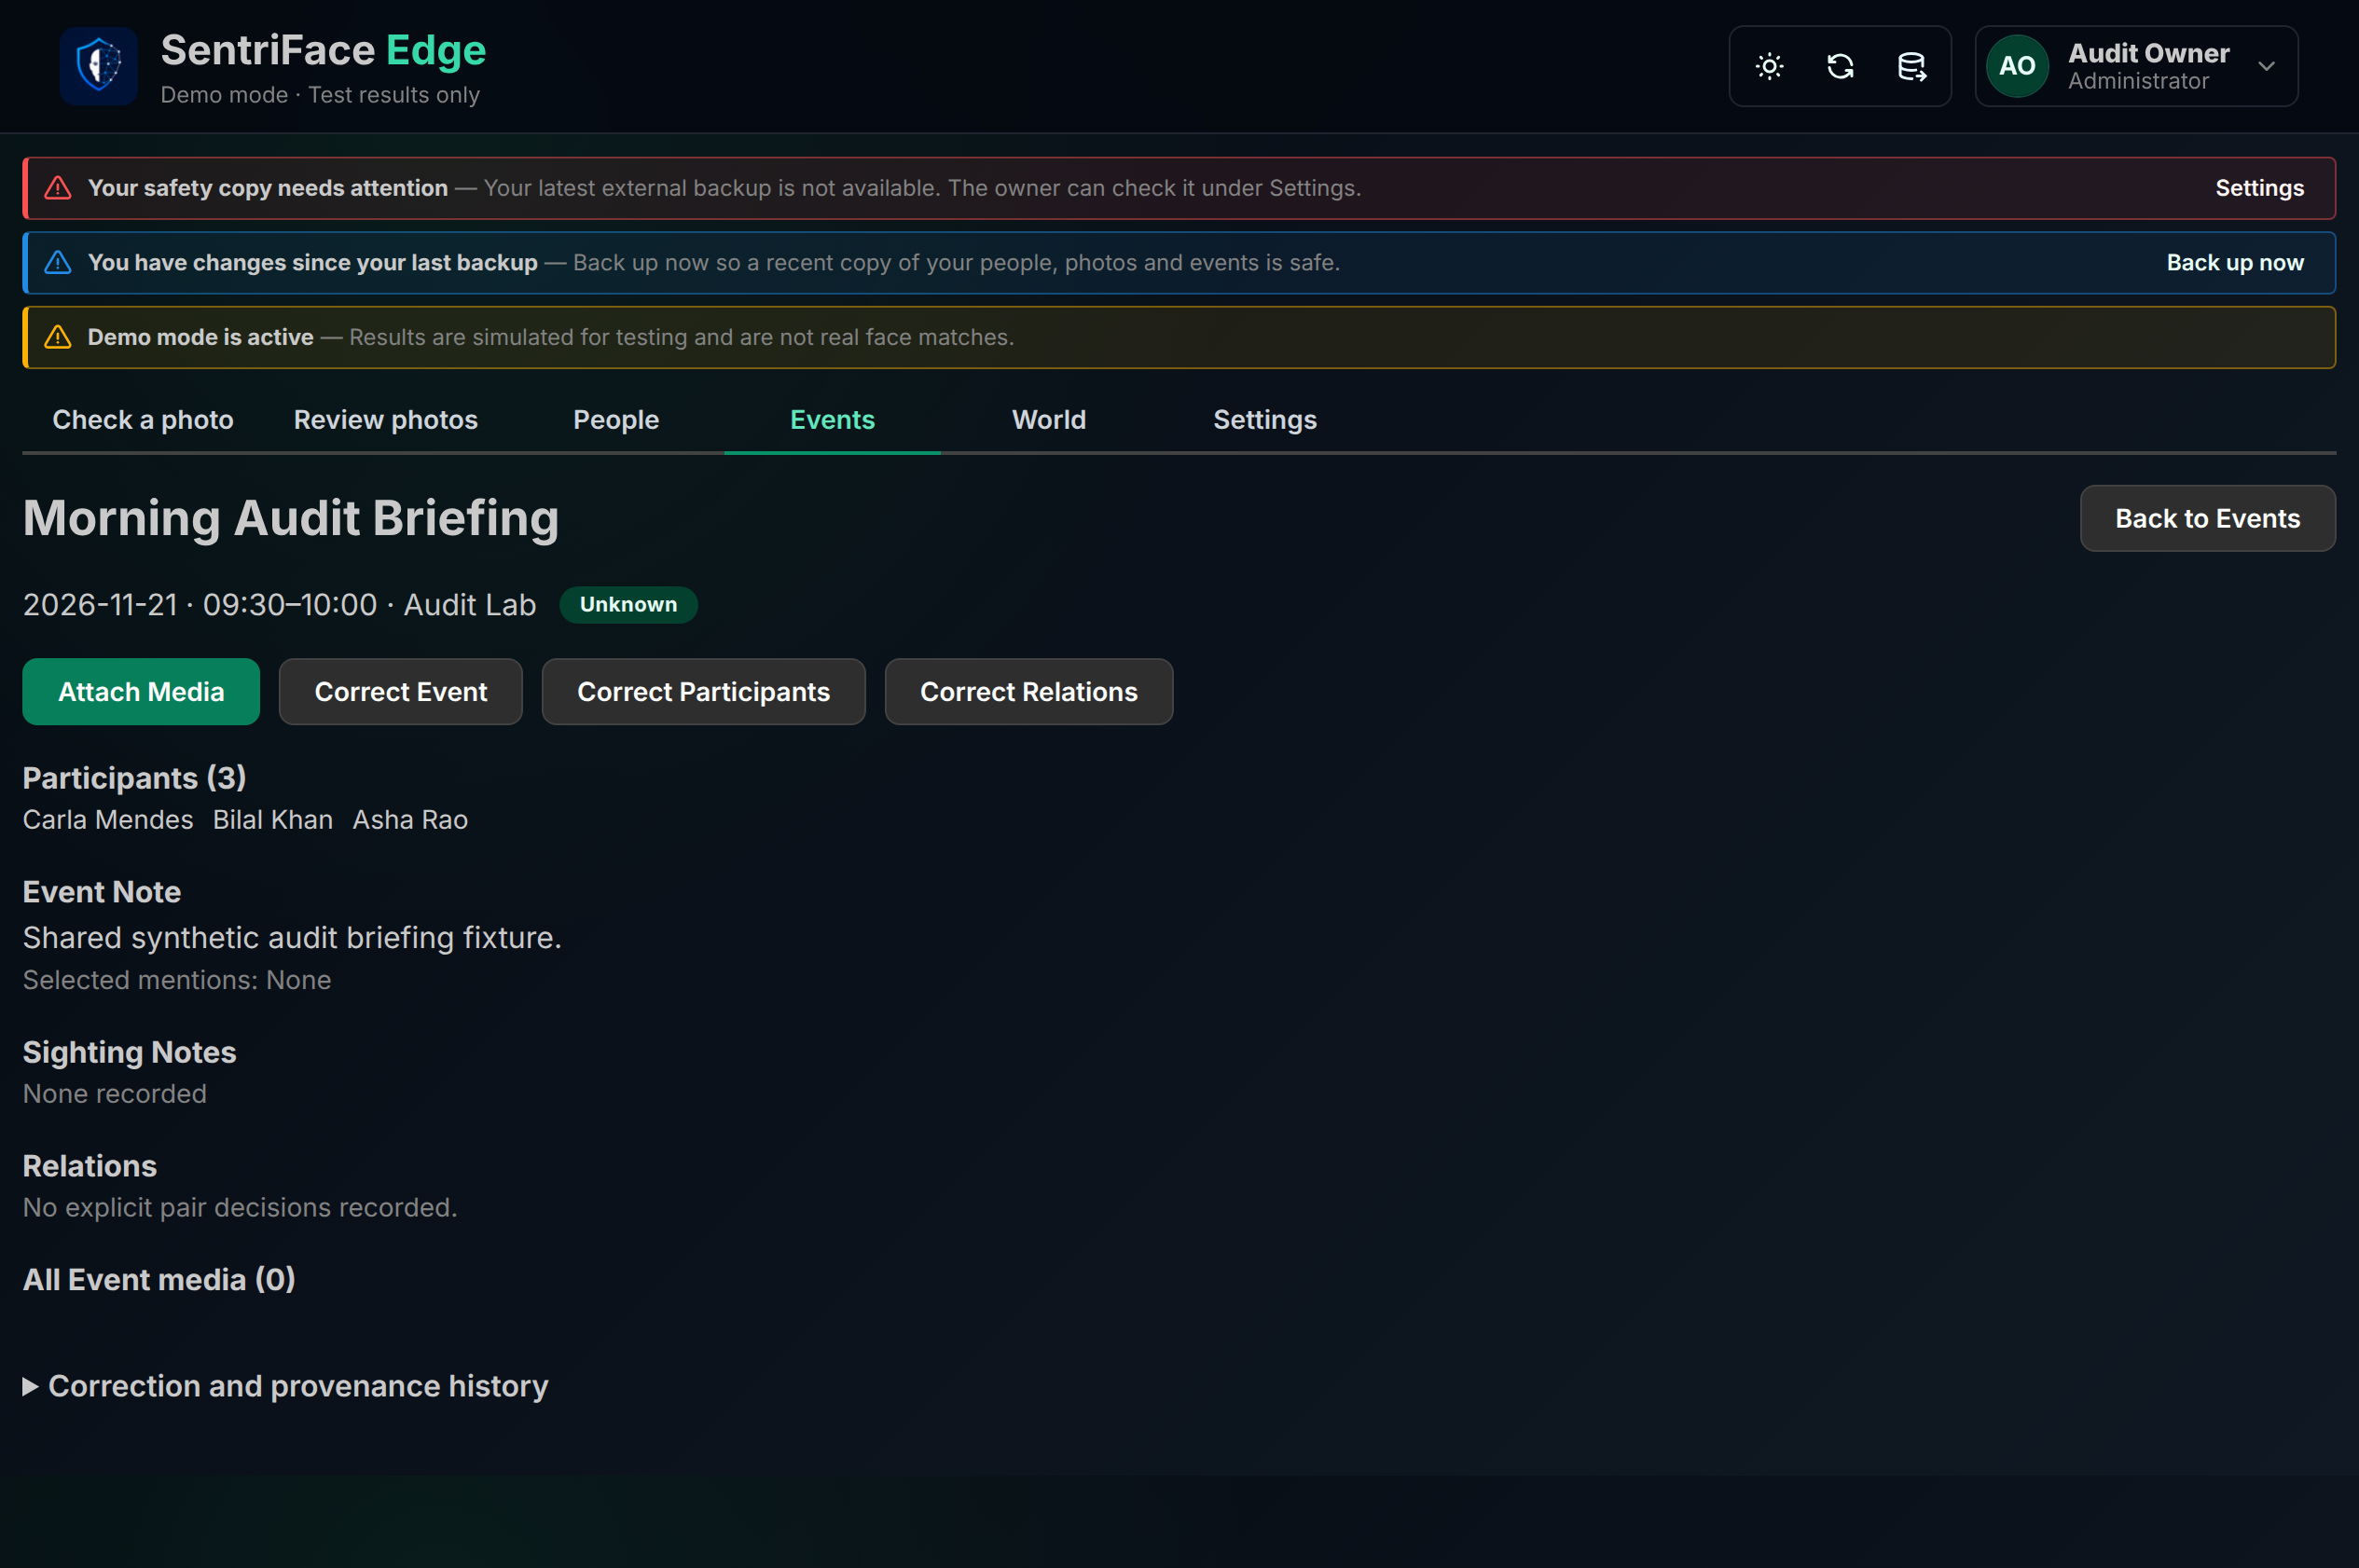 SentriFace Edge
Demo mode · Test results only
AO
Audit Owner
Administrator
Your safety copy needs attention — Your latest external backup is not available. The owner can check it under Settings.
Settings
You have changes since your last backup — Back up now so a recent copy of your people, photos and events is safe.
Back up now
Demo mode is active — Results are simulated for testing and are not real face matches.
Check a photo
Review photos
People
Events
World
Settings
Morning Audit Briefing
Back to Events
2026-11-21 · 09:30–10:00 · Audit Lab
Unknown
Attach Media
Correct Event
Correct Participants
Correct Relations
Participants (3)
Carla Mendes Bilal Khan Asha Rao
Event Note
Shared synthetic audit briefing fixture.
Selected mentions: None
Sighting Notes
None recorded
Relations
No explicit pair decisions recorded.
All Event media (0)
Correction and provenance history